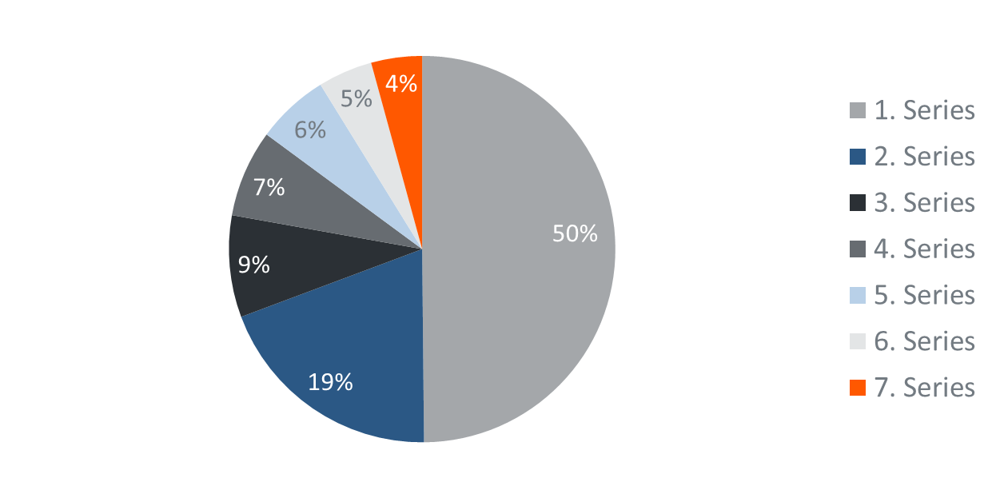 4%
5%
6%
7%
50%
9%
19%
1. Series
2. Series
3. Series
4. Series
5. Series
6. Series
7. Series